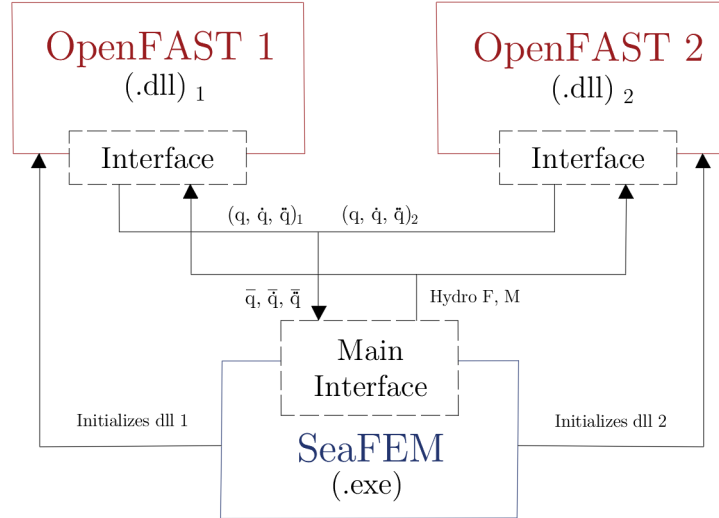 OpenFAST 1
(.dll) 1
Interface
OpenFAST 2
(.dll) 2
Interface
(q, q̇, q̈)₁
(q, q̇, q̈)₂
q̄, q̄̇, q̄̈
Hydro F, M
Main
Interface
Initializes dll 1
Initializes dll 2
SeaFEM
(.exe)